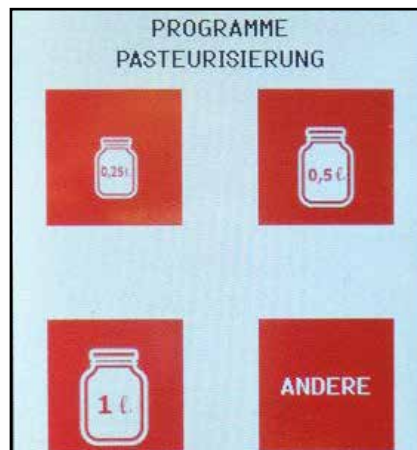 PROGRAMME
PASTEURISIERUNG
0,25 ℓ.
0,5 ℓ.
1 ℓ.
ANDERE